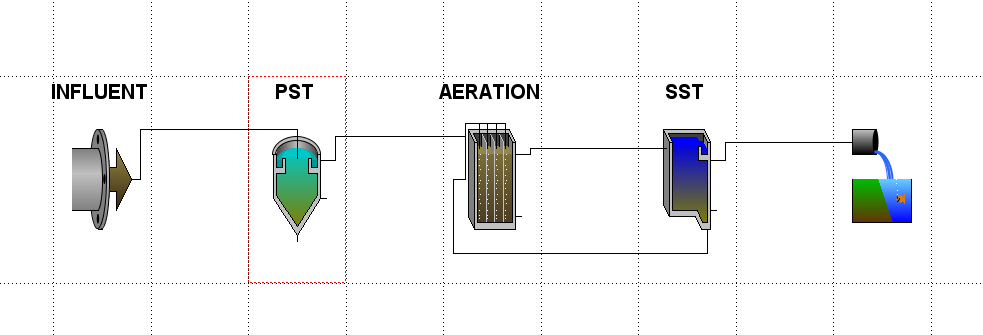 INFLUENT
PST
AERATION
SST